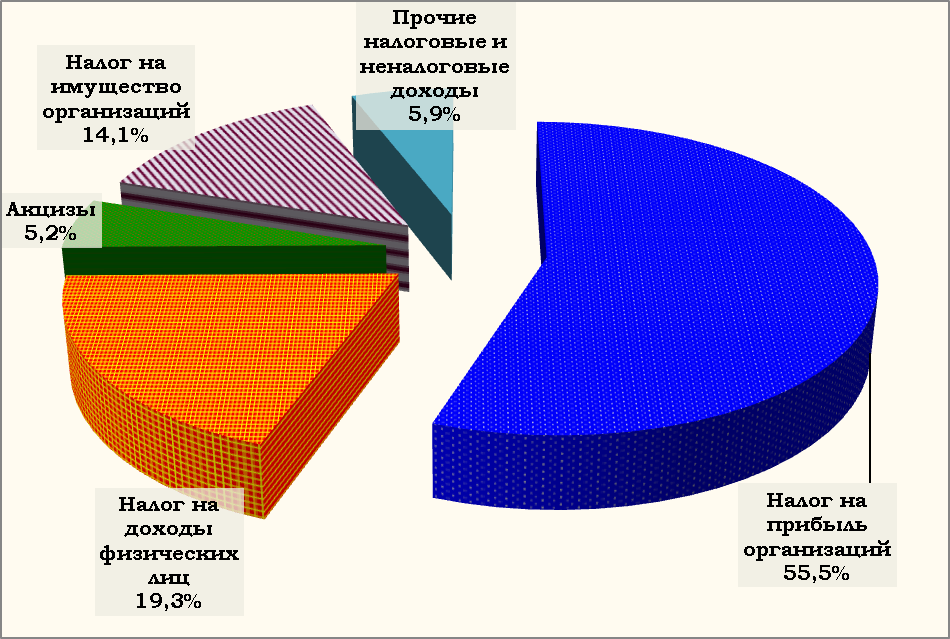 Прочие
налоговые и
неналоговые
доходы
5,9%
Налог на
имущество
организаций
14,1%
Акцизы
5,2%
Налог на
доходы
физических
лиц
19,3%
Налог на
прибыль
организаций
55,5%